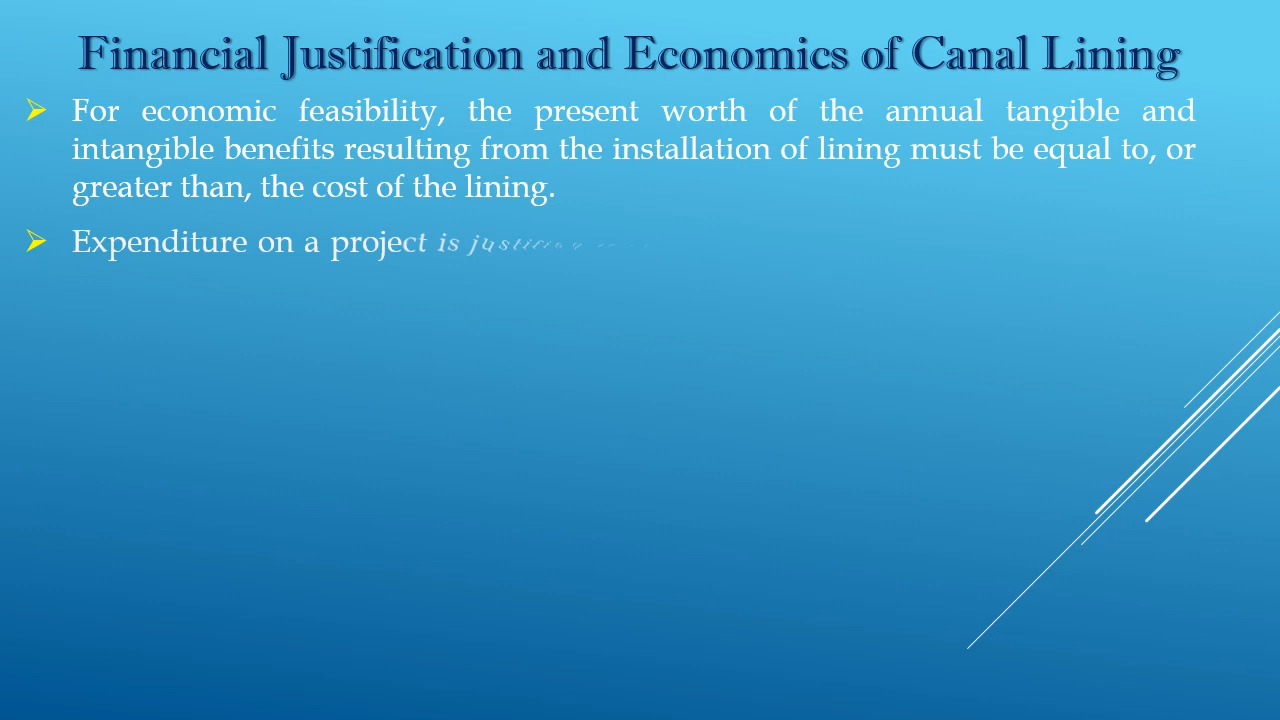 Financial Justification and Economics of Canal Lining
For economic feasibility, the present worth of the annual tangible and
intangible benefits resulting from the installation of lining must be equal to, or
greater than, the cost of the lining.
Expenditure on a project is